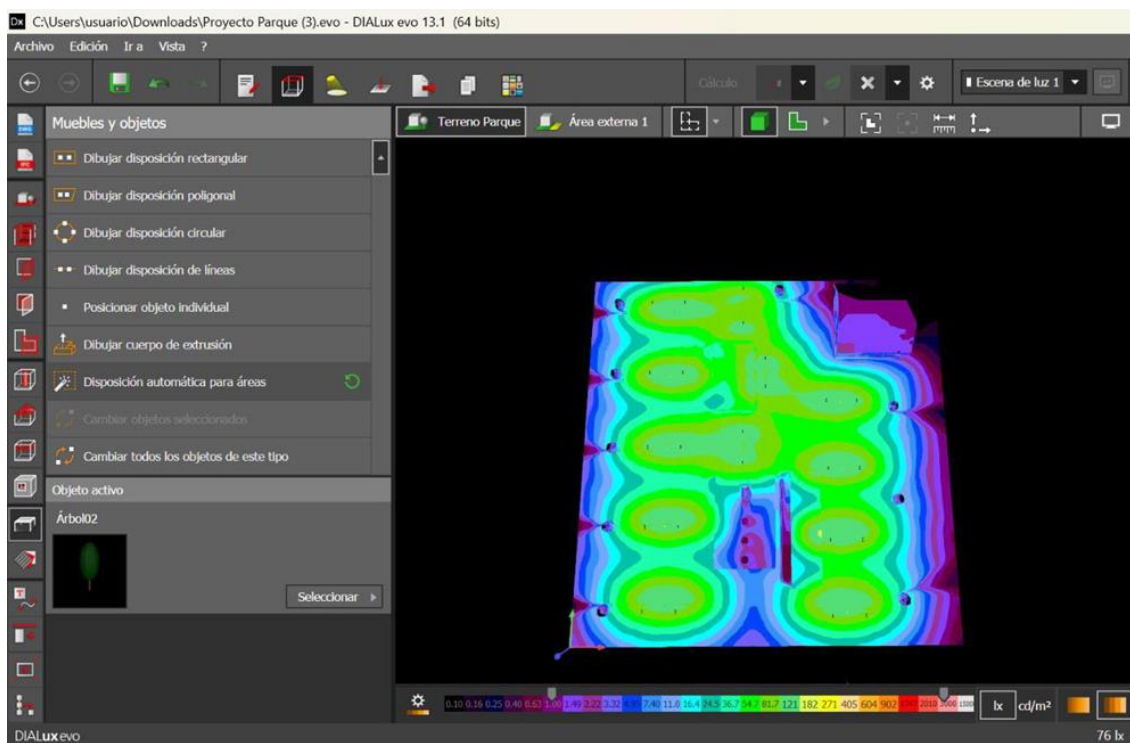 C:\Users\usuario\Downloads\Proyecto Parque (3).evo - DIALux evo 13.1 (64 bits)
Archivo Edición Ir a Vista ?
Cálculo
Escena de luz 1
Muebles y objetos
Terreno Parque
Área externa 1
Dibujar disposición rectangular
Dibujar disposición poligonal
Dibujar disposición circular
Dibujar disposición de líneas
Posicionar objeto individual
Dibujar cuerpo de extrusión
Disposición automática para áreas
Cambiar objetos seleccionados
Cambiar todos los objetos de este tipo
Objeto activo
Árbol02
Seleccionar
0.10 0.16 0.25 0.40 0.63 1.00 1.49 2.22 3.32 7.40 11.0 16.4 24.5 36.7 54.7 81.7 121 182 271 405 604 902 2010 3000
lx
cd/m²
DIALux evo
76 lx